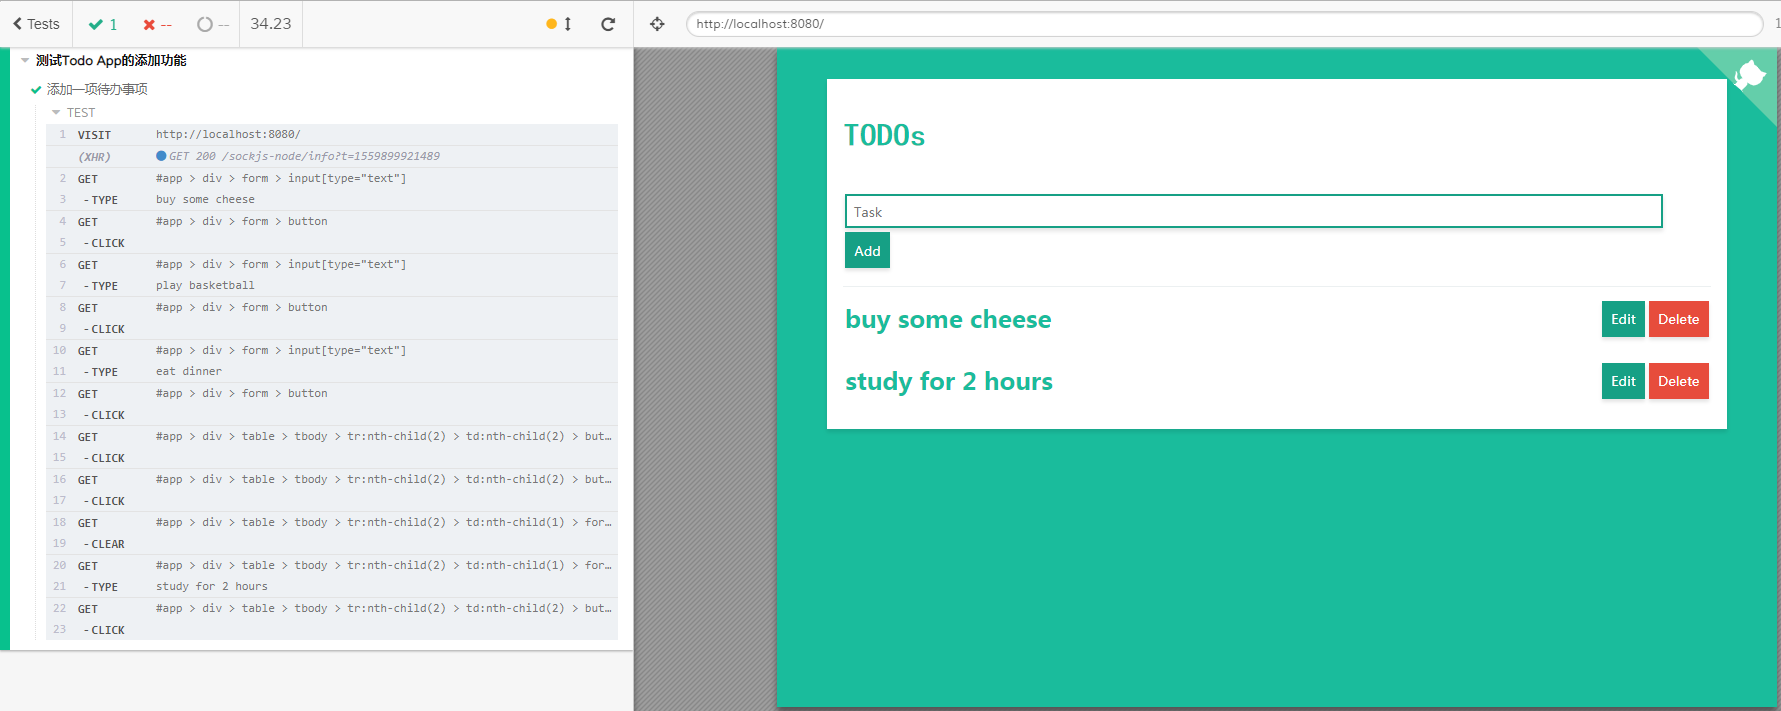 Tests 1 -- -- 34.23
http://localhost:8080/
测试Todo App的添加功能
添加一项待办事项
TEST
1 VISIT http://localhost:8080/
(XHR) GET 200 /sockjs-node/info?t=1559899921489
2 GET #app > div > form > input[type="text"]
3 -TYPE buy some cheese
4 GET #app > div > form > button
5 -CLICK
6 GET #app > div > form > input[type="text"]
7 -TYPE play basketball
8 GET #app > div > form > button
9 -CLICK
10 GET #app > div > form > input[type="text"]
11 -TYPE eat dinner
12 GET #app > div > form > button
13 -CLICK
14 GET #app > div > table > tbody > tr:nth-child(2) > td:nth-child(2) > but…
15 -CLICK
16 GET #app > div > table > tbody > tr:nth-child(2) > td:nth-child(2) > but…
17 -CLICK
18 GET #app > div > table > tbody > tr:nth-child(2) > td:nth-child(1) > for…
19 -CLEAR
20 GET #app > div > table > tbody > tr:nth-child(2) > td:nth-child(1) > for…
21 -TYPE study for 2 hours
22 GET #app > div > table > tbody > tr:nth-child(2) > td:nth-child(2) > but…
23 -CLICK
TODOs
Task
Add
buy some cheese Edit Delete
study for 2 hours Edit Delete